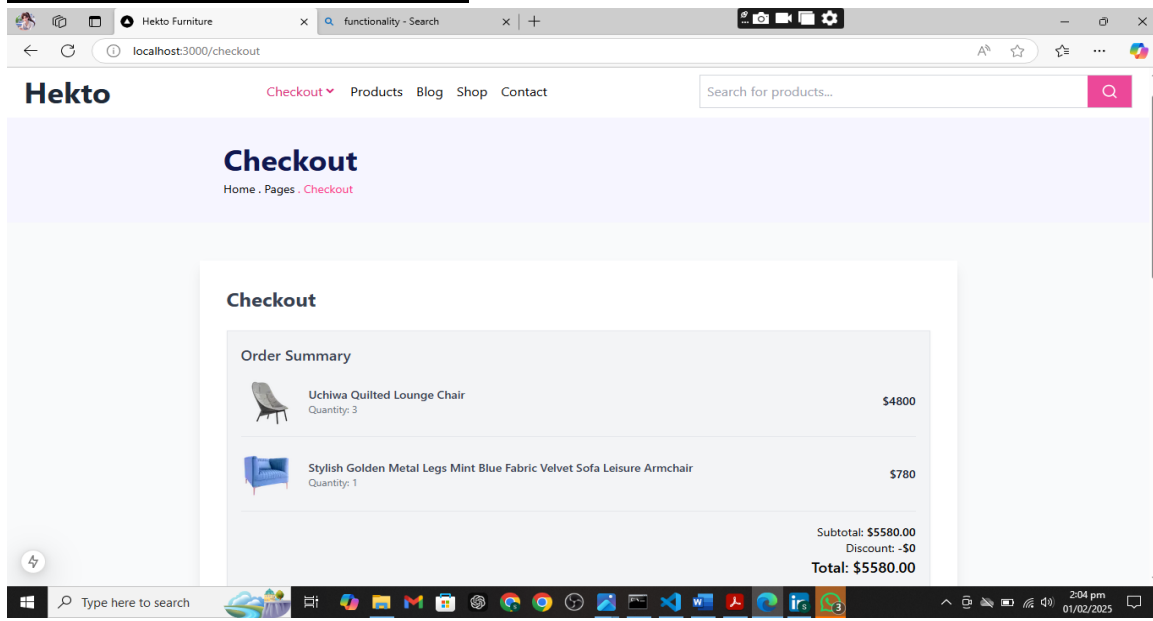 Hekto Furniture
functionality - Search
localhost:3000/checkout
Hekto
Checkout Products Blog Shop Contact
Search for products...
Checkout
Home . Pages . Checkout
Checkout
Order Summary
Uchiwa Quilted Lounge Chair
Quantity: 3
$4800
Stylish Golden Metal Legs Mint Blue Fabric Velvet Sofa Leisure Armchair
Quantity: 1
$780
Subtotal: $5580.00
Discount: -$0
Total: $5580.00
Type here to search
2:04 pm
01/02/2025